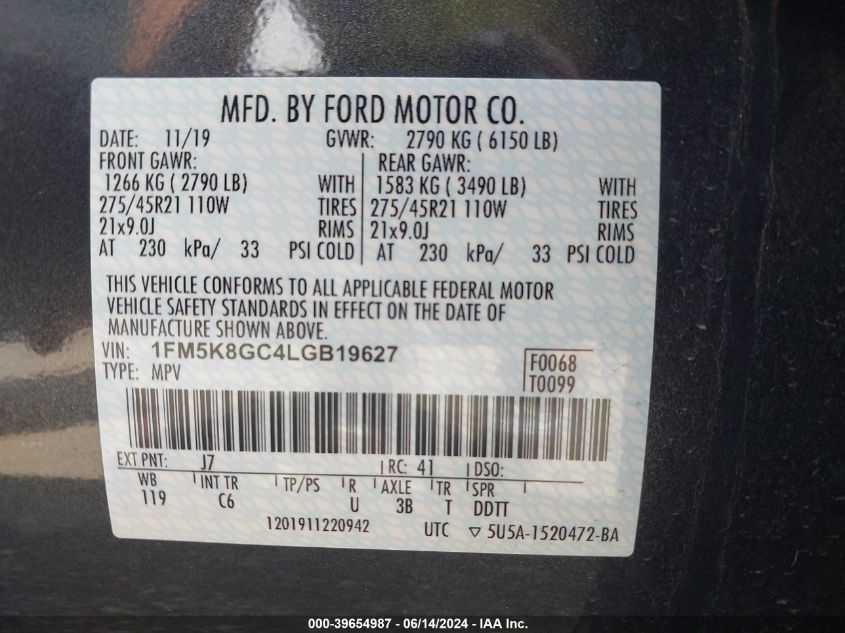 MFD. BY FORD MOTOR CO.
DATE: 11/19 GVWR: 2790 KG ( 6150 LB)
FRONT GAWR: REAR GAWR:
1266 KG ( 2790 LB) WITH 1583 KG ( 3490 LB) WITH
275/45R21 110W TIRES 275/45R21 110W TIRES
21x9.0J RIMS 21x9.0J RIMS
AT 230 kPa/ 33 PSI COLD AT 230 kPa/ 33 PSI COLD
THIS VEHICLE CONFORMS TO ALL APPLICABLE FEDERAL MOTOR
VEHICLE SAFETY STANDARDS IN EFFECT ON THE DATE OF
MANUFACTURE SHOWN ABOVE.
VIN: 1FM5K8GC4LGB19627 F0068
TYPE: MPV T0099
EXT PNT: J7 RC: 41 DSO:
WB INT TR TP/PS R AXLE TR SPR
119 C6 U 3B T DDTT
1201911220942 UTC ▽ 5U5A-1520472-BA
000-39654987 - 06/14/2024 - IAA Inc.